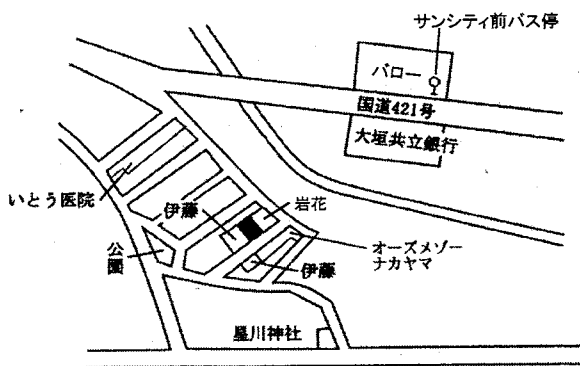 サンシティ前バス停
バロー
国道421号
大垣共立銀行
いとう医院
伊藤
岩花
公
園
オーズメゾー
ナカヤマ
伊藤
星川神社